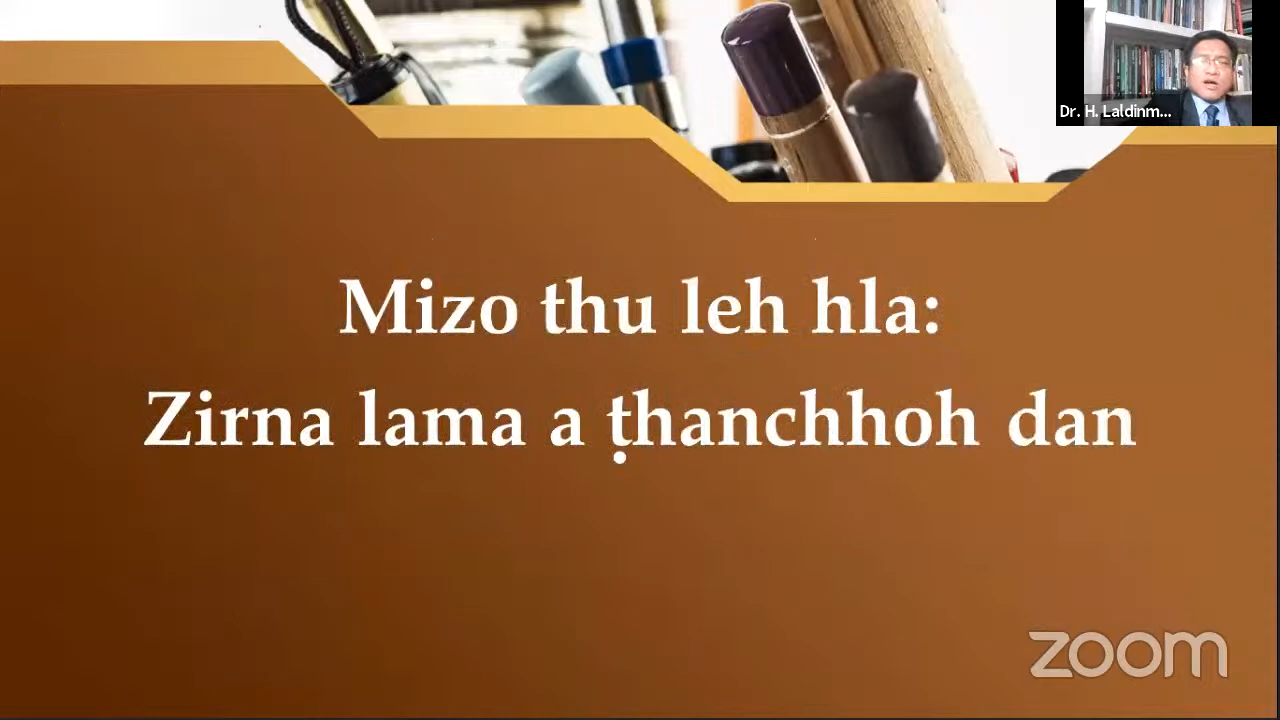 Dr. H. Laldinm...
Mizo thu leh hla:
Zirna lama a ṭhanchhoh dan
zoom